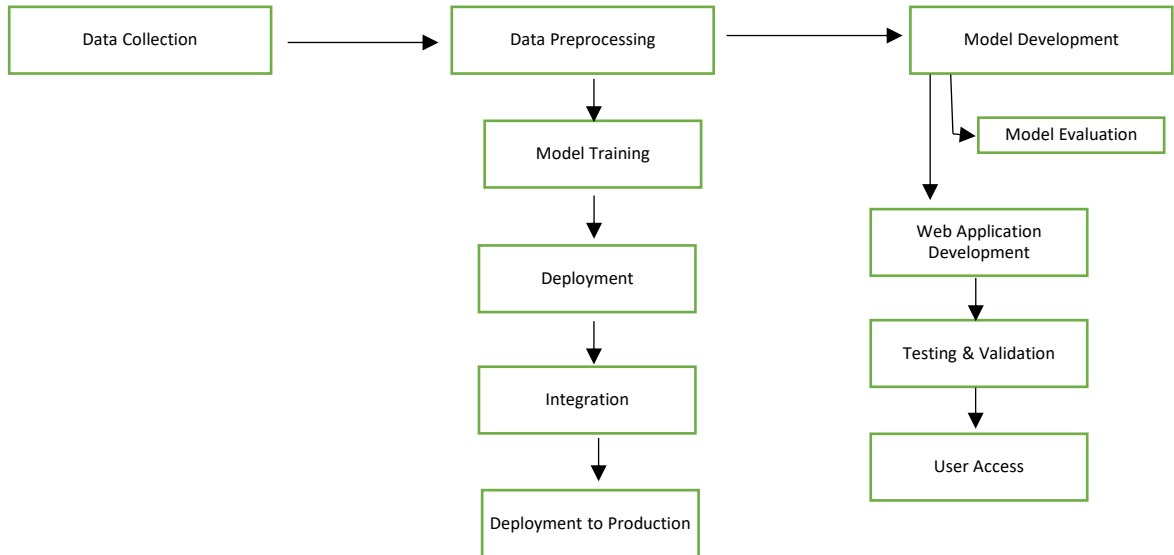 Data Collection
Data Preprocessing
Model Development
Model Evaluation
Model Training
Web Application
Development
Deployment
Testing & Validation
Integration
User Access
Deployment to Production